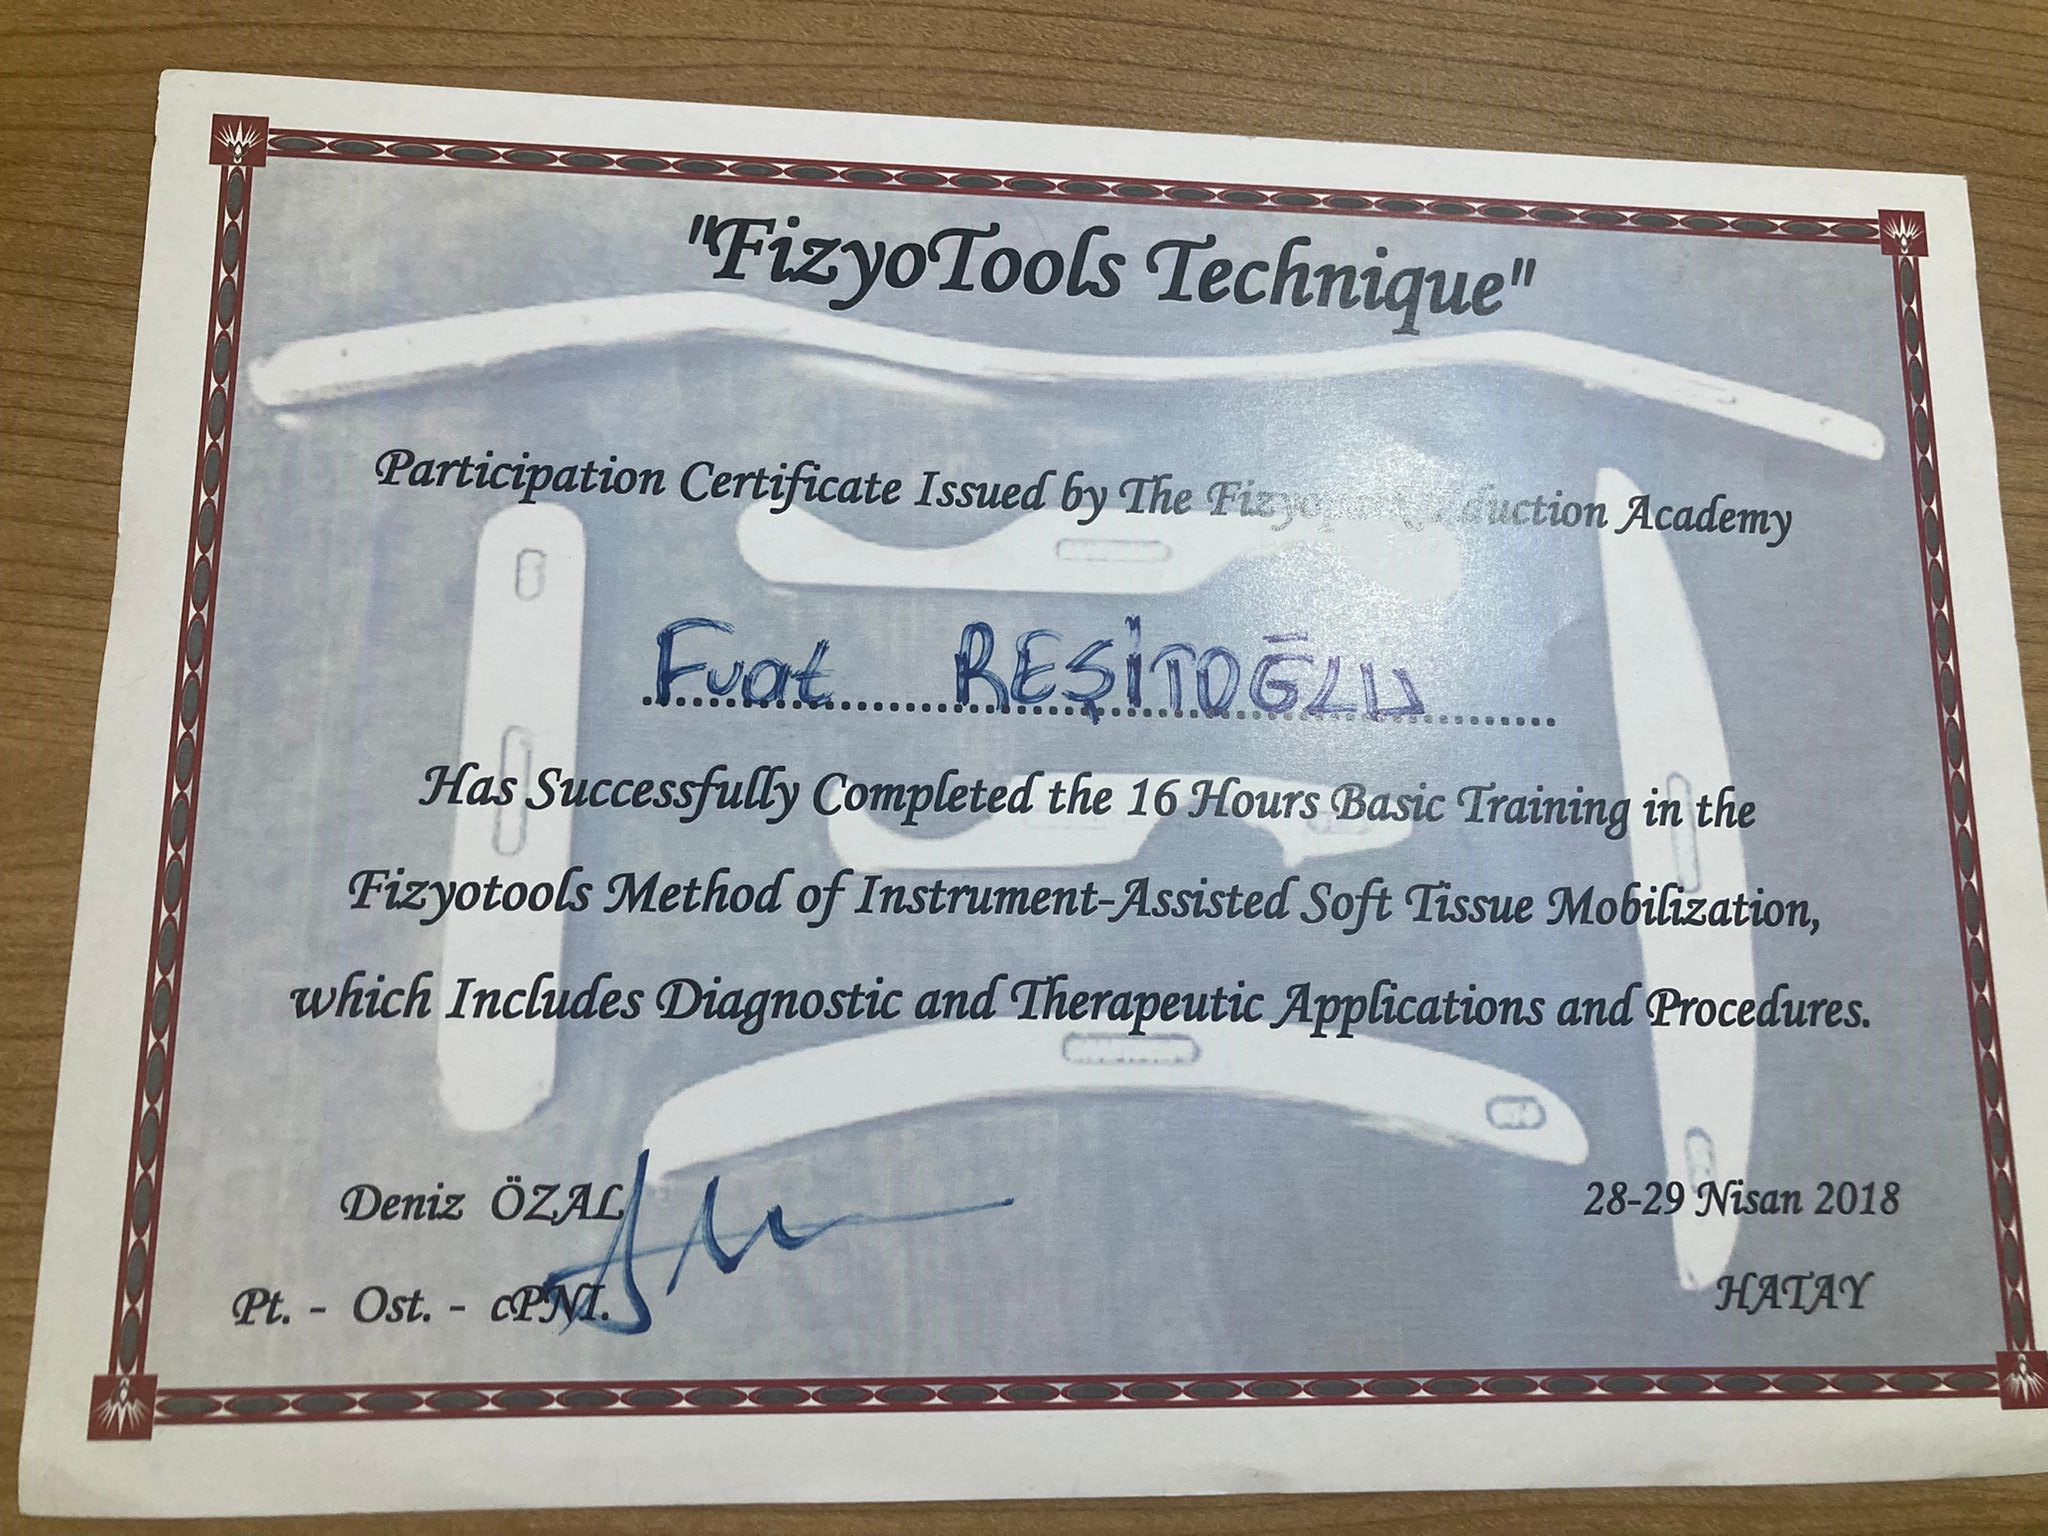 "FizyoTools Technique"
Participation Certificate Issued by The Academy
Fuat REŞİTOĞLU
Has Successfully Completed the 16 Hours Basic Training in the
Fizyotools Method of Instrument-Assisted Soft Tissue Mobilization,
which Includes Diagnostic and Therapeutic Applications and Procedures.
Deniz ÖZAL
28-29 Nisan 2018
Pt. - Ost. - cPNI.
HATAY